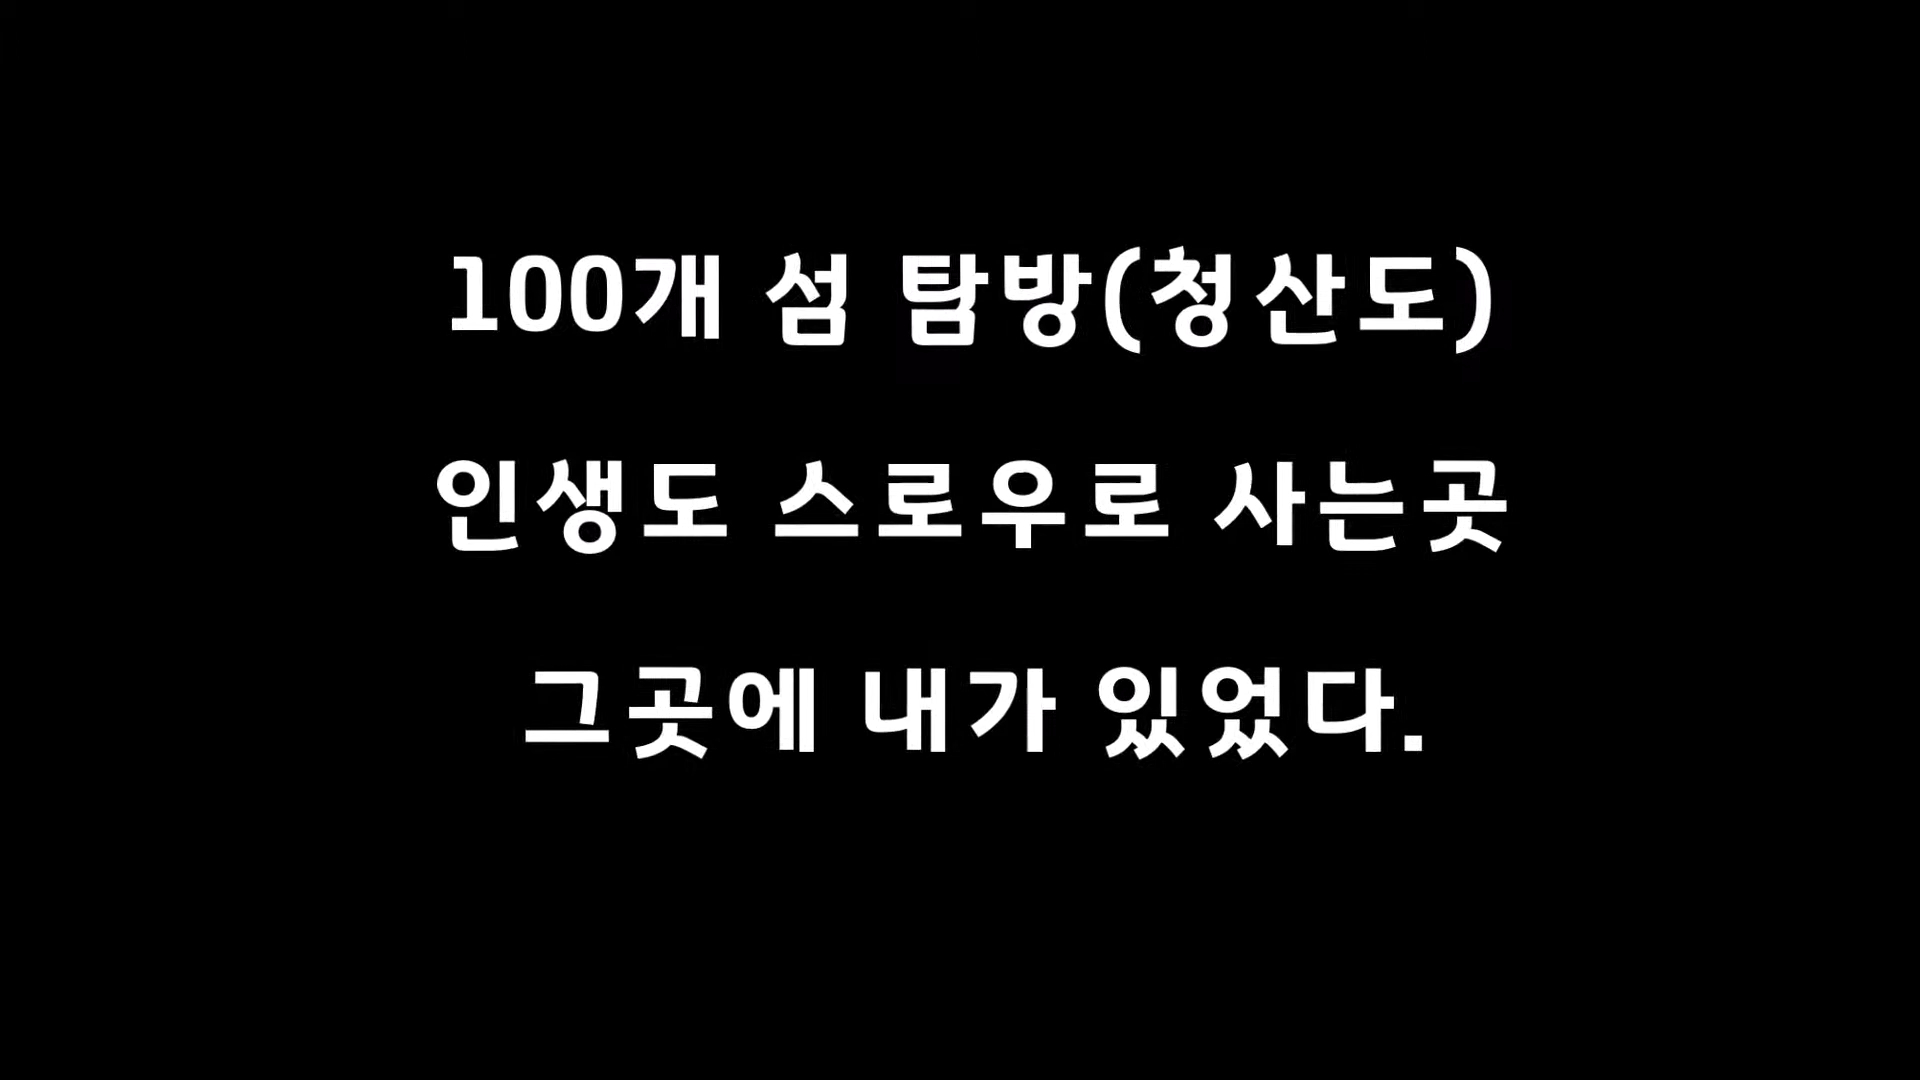 100개 섬 탐방(청산도)
인생도 스로우로 사는곳
그곳에 내가 있었다.